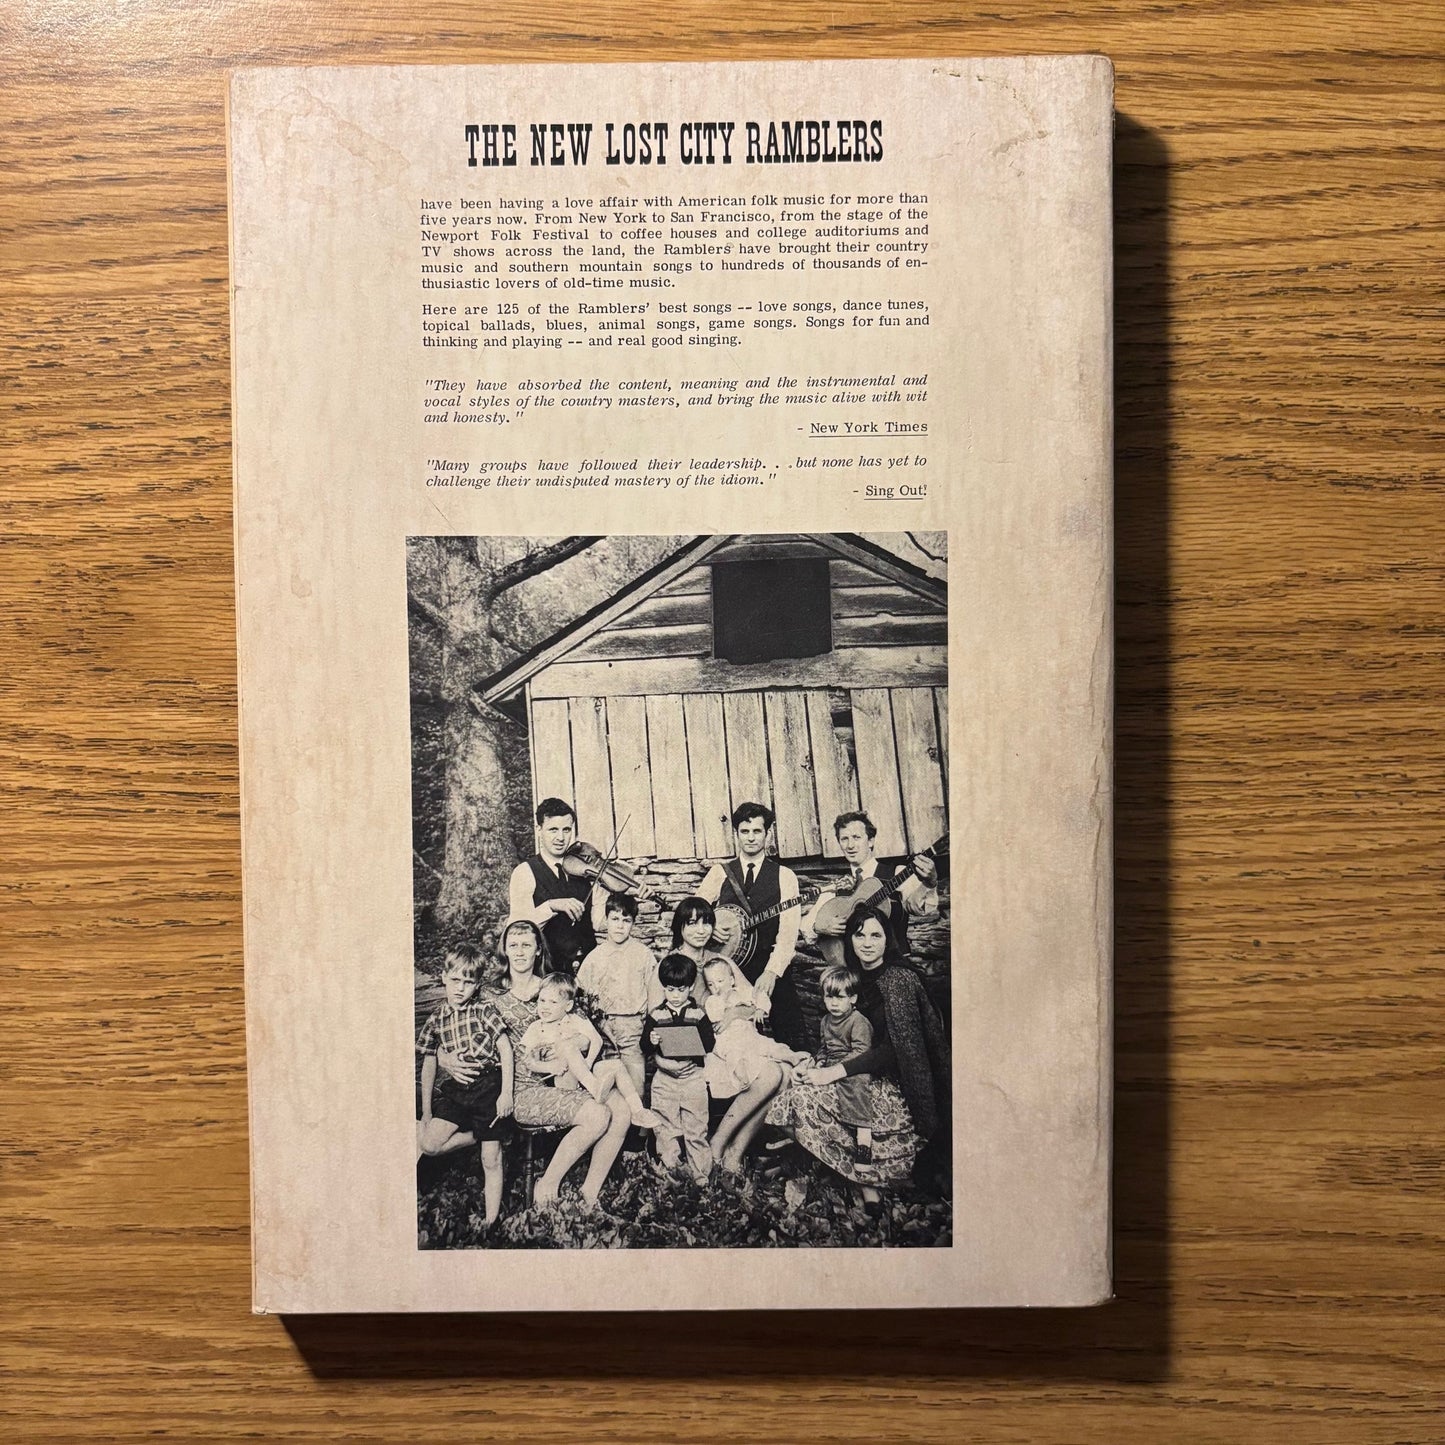 THE NEW LOST CITY RAMBLERS
have been having a love affair with American folk music for more than
five years now. From New York to San Francisco, from the stage of the
Newport Folk Festival to coffee houses and college auditoriums and
TV shows across the land, the Ramblers have brought their country
music and southern mountain songs to hundreds of thousands of en-
thusiastic lovers of old-time music.
Here are 125 of the Ramblers' best songs -- love songs, dance tunes,
topical ballads, blues, animal songs, game songs. Songs for fun and
thinking and playing -- and real good singing.
"They have absorbed the content, meaning and the instrumental and
vocal styles of the country masters, and bring the music alive with wit
and honesty."
- New York Times
"Many groups have followed their leadership. . . but none has yet to
challenge their undisputed mastery of the idiom."
- Sing Out!